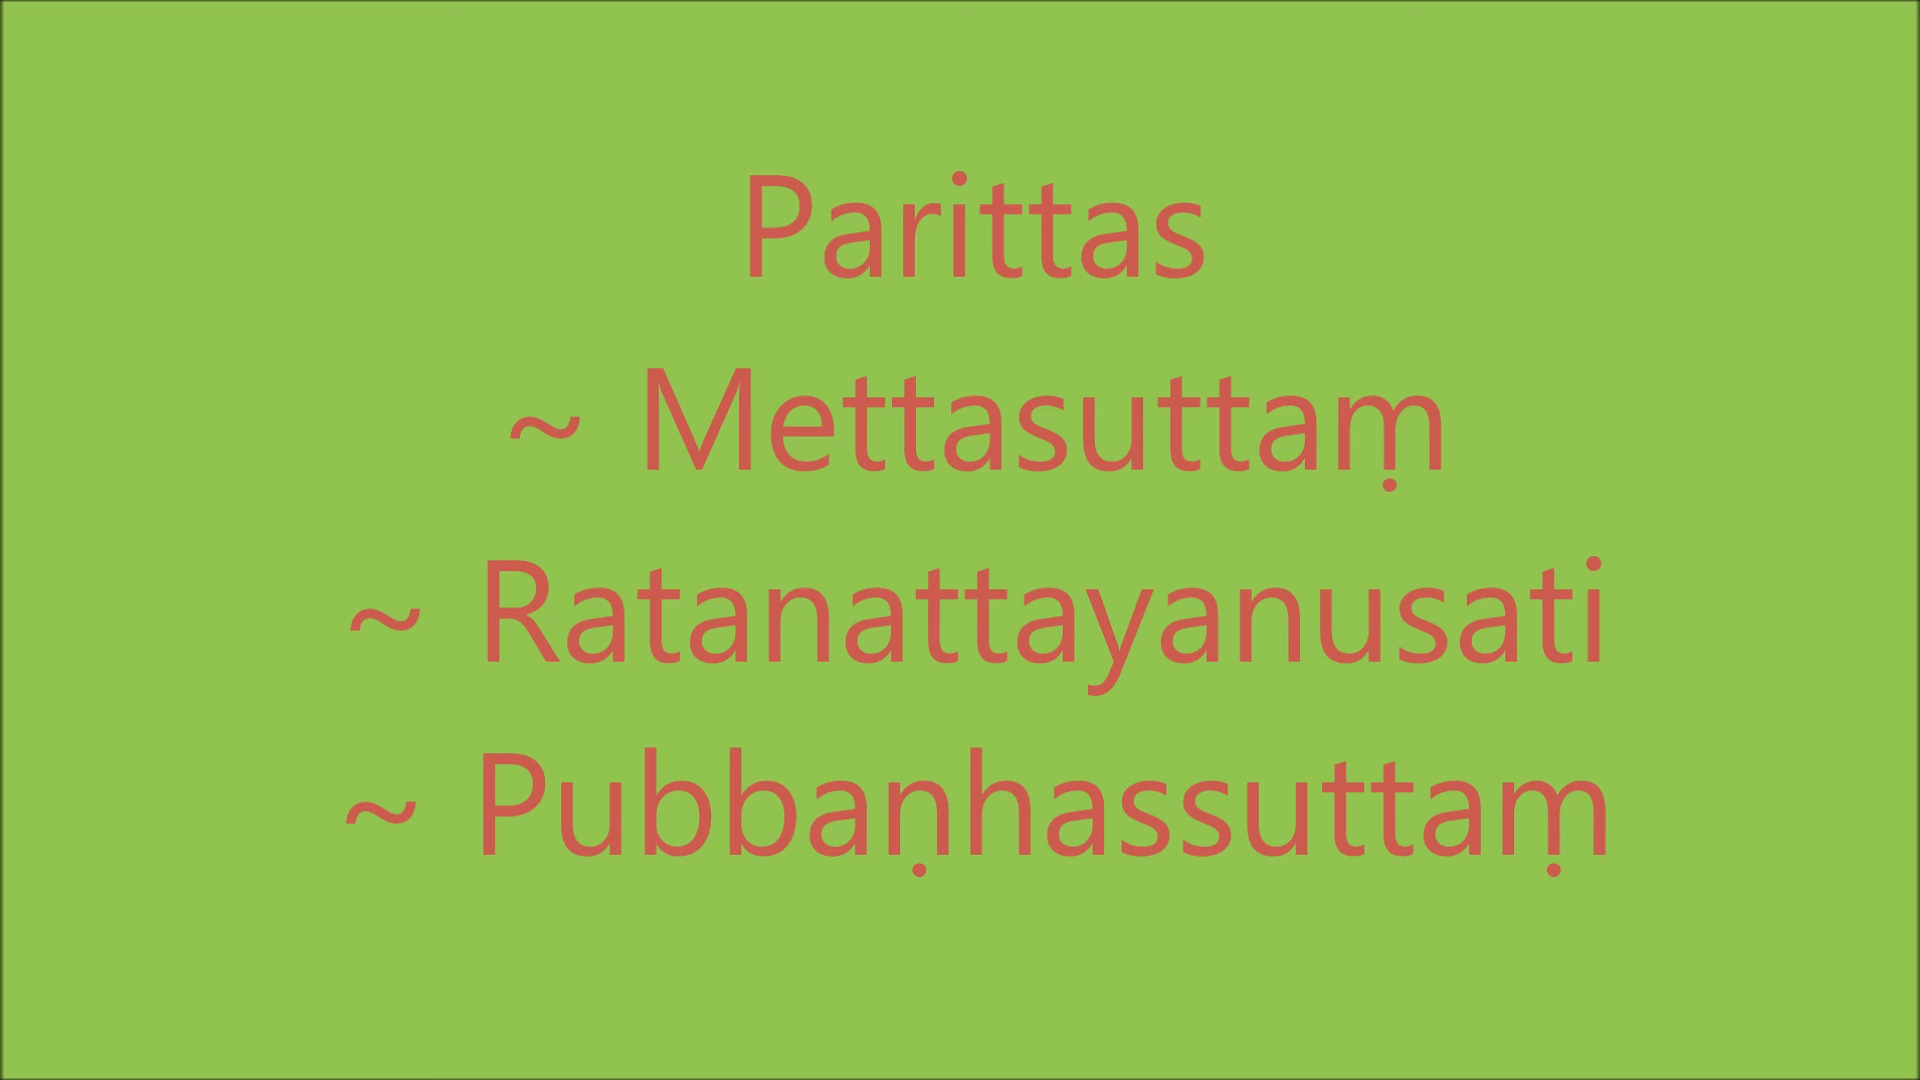 Parittas
~ Mettasuttaṃ
~ Ratanattayanusati
~ Pubbaṇhassuttaṃ